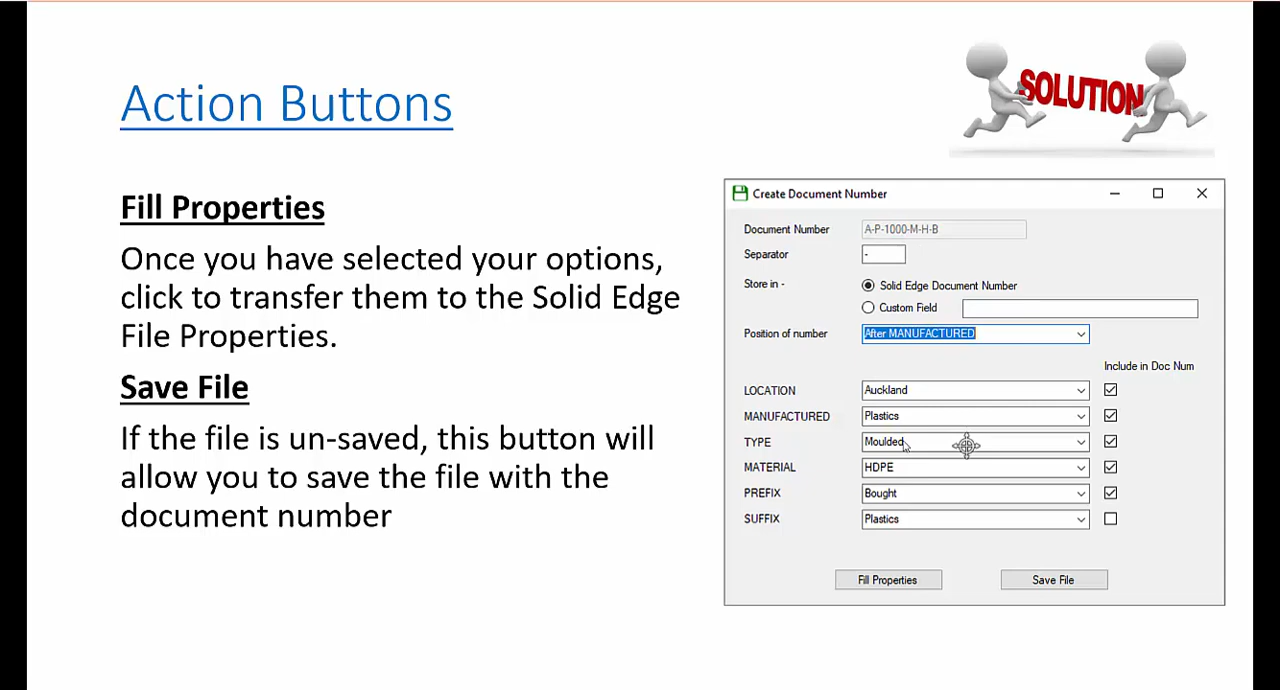 Action Buttons
SOLUTION
Fill Properties
Once you have selected your options,
click to transfer them to the Solid Edge
File Properties.
Save File
If the file is un-saved, this button will
allow you to save the file with the
document number
Create Document Number
Document Number A-P-1000-M-H-B
Separator -
Store in - Solid Edge Document Number
Custom Field
Position of number After MANUFACTURED
Include in Doc Num
LOCATION Auckland
MANUFACTURED Plastics
TYPE Moulded
MATERIAL HDPE
PREFIX Bought
SUFFIX Plastics
Fill Properties Save File